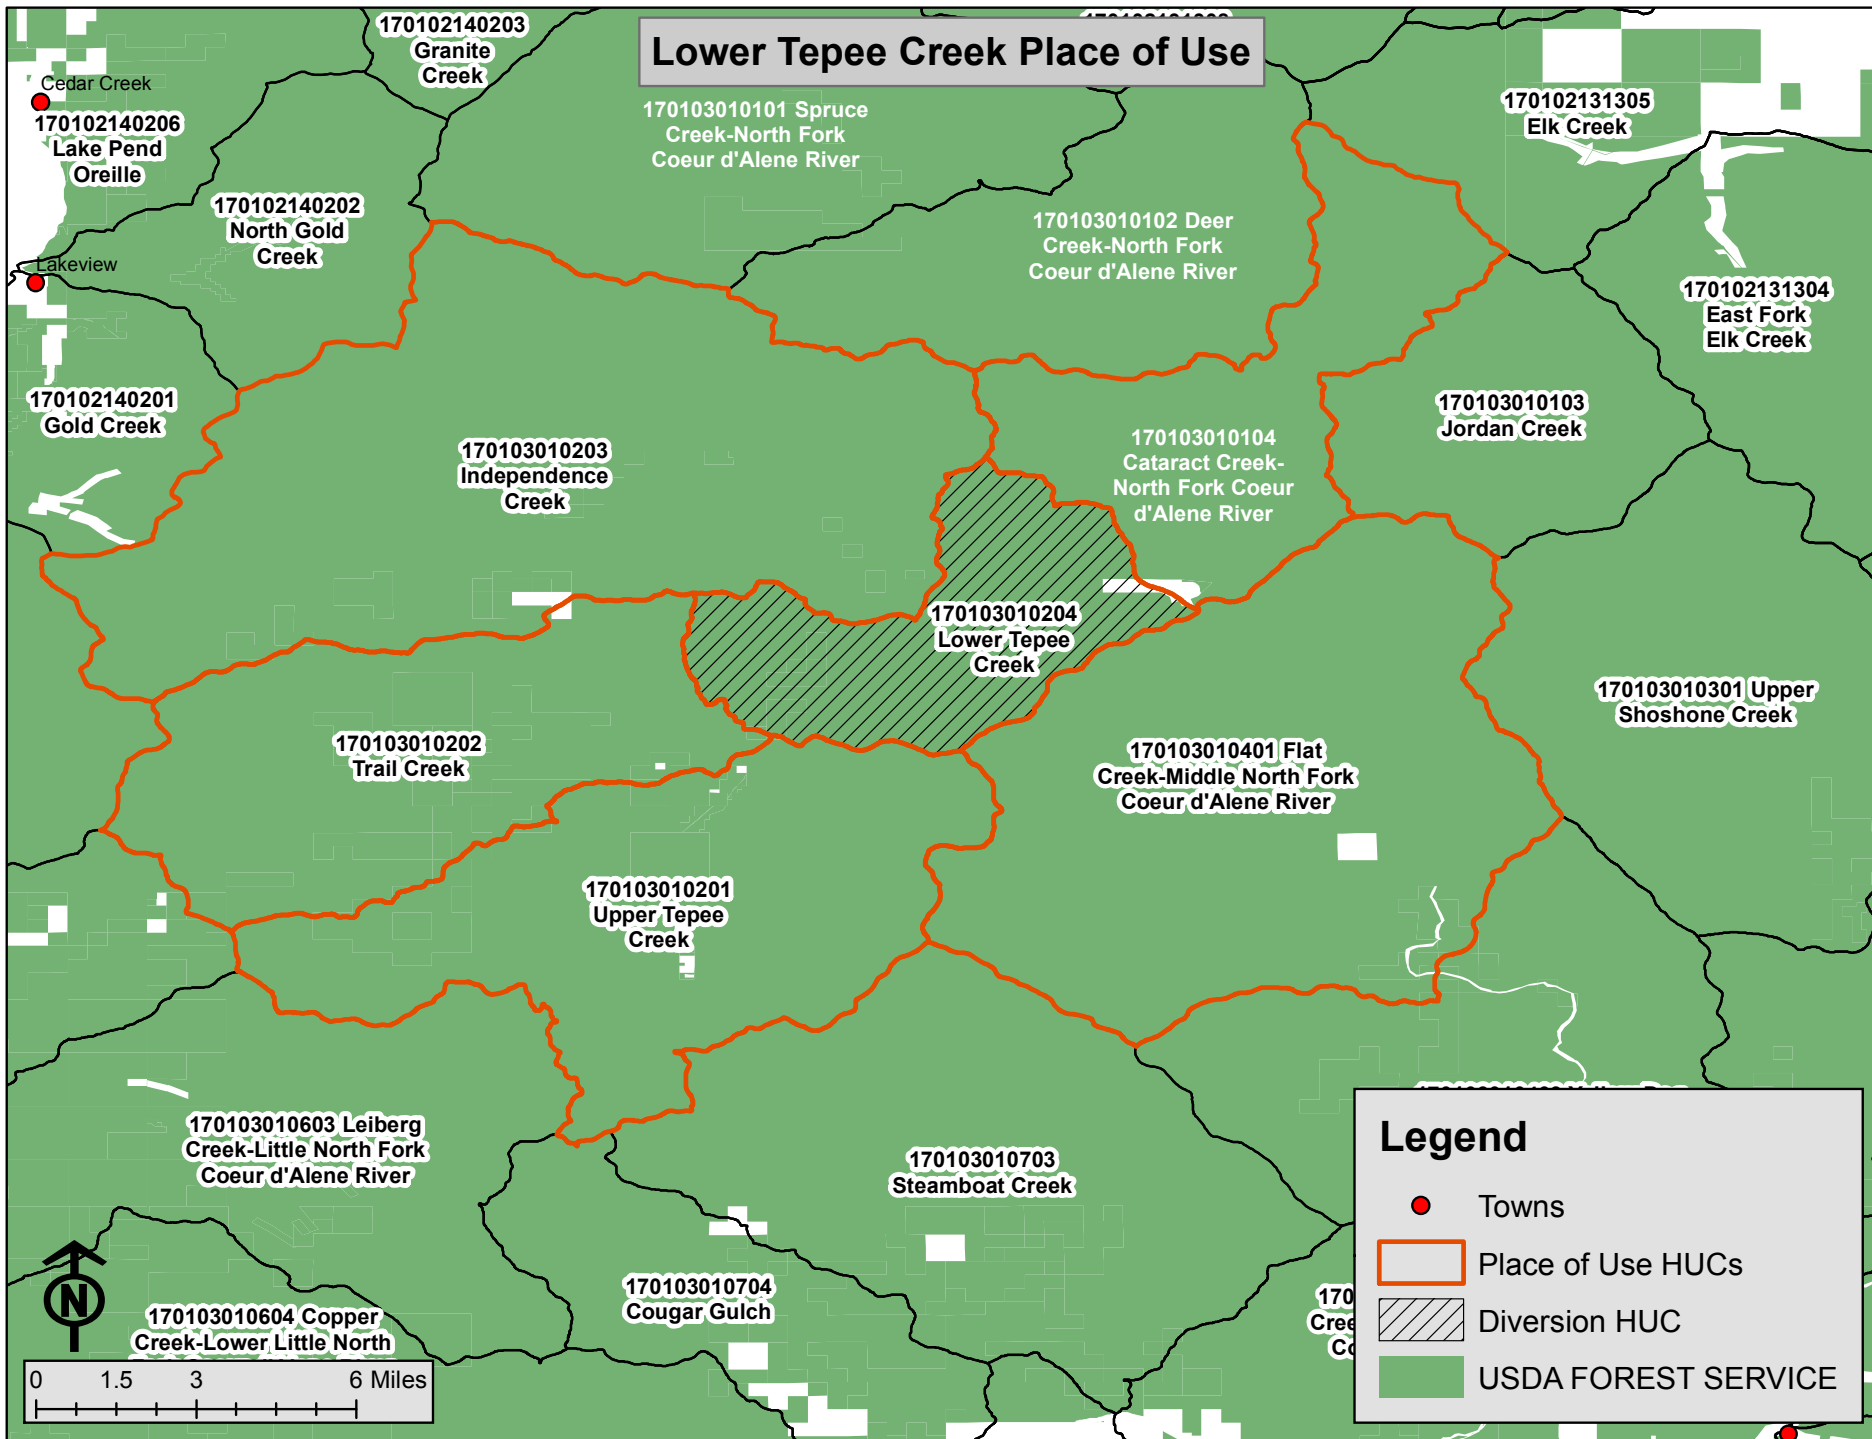 Lower Tepee Creek Place of Use
170102140203
Granite
Creek
Cedar Creek
170102140206
Lake Pend
Oreille
170103010101 Spruce
Creek-North Fork
Coeur d'Alene River
170102131305
Elk Creek
170102140202
North Gold
Creek
170103010102 Deer
Creek-North Fork
Coeur d'Alene River
Lakeview
170102131304
East Fork
Elk Creek
170102140201
Gold Creek
170103010103
Jordan Creek
170103010203
Independence
Creek
170103010104
Cataract Creek-
North Fork Coeur
d'Alene River
170103010204
Lower Tepee
Creek
170103010301 Upper
Shoshone Creek
170103010202
Trail Creek
170103010401 Flat
Creek-Middle North Fork
Coeur d'Alene River
170103010201
Upper Tepee
Creek
170103010603 Leiberg
Creek-Little North Fork
Coeur d'Alene River
170103010703
Steamboat Creek
170103010704
Cougar Gulch
170103010604 Copper
Creek-Lower Little North
170
Cree
Co
N
0 1.5 3 6 Miles
Legend
Towns
Place of Use HUCs
Diversion HUC
USDA FOREST SERVICE